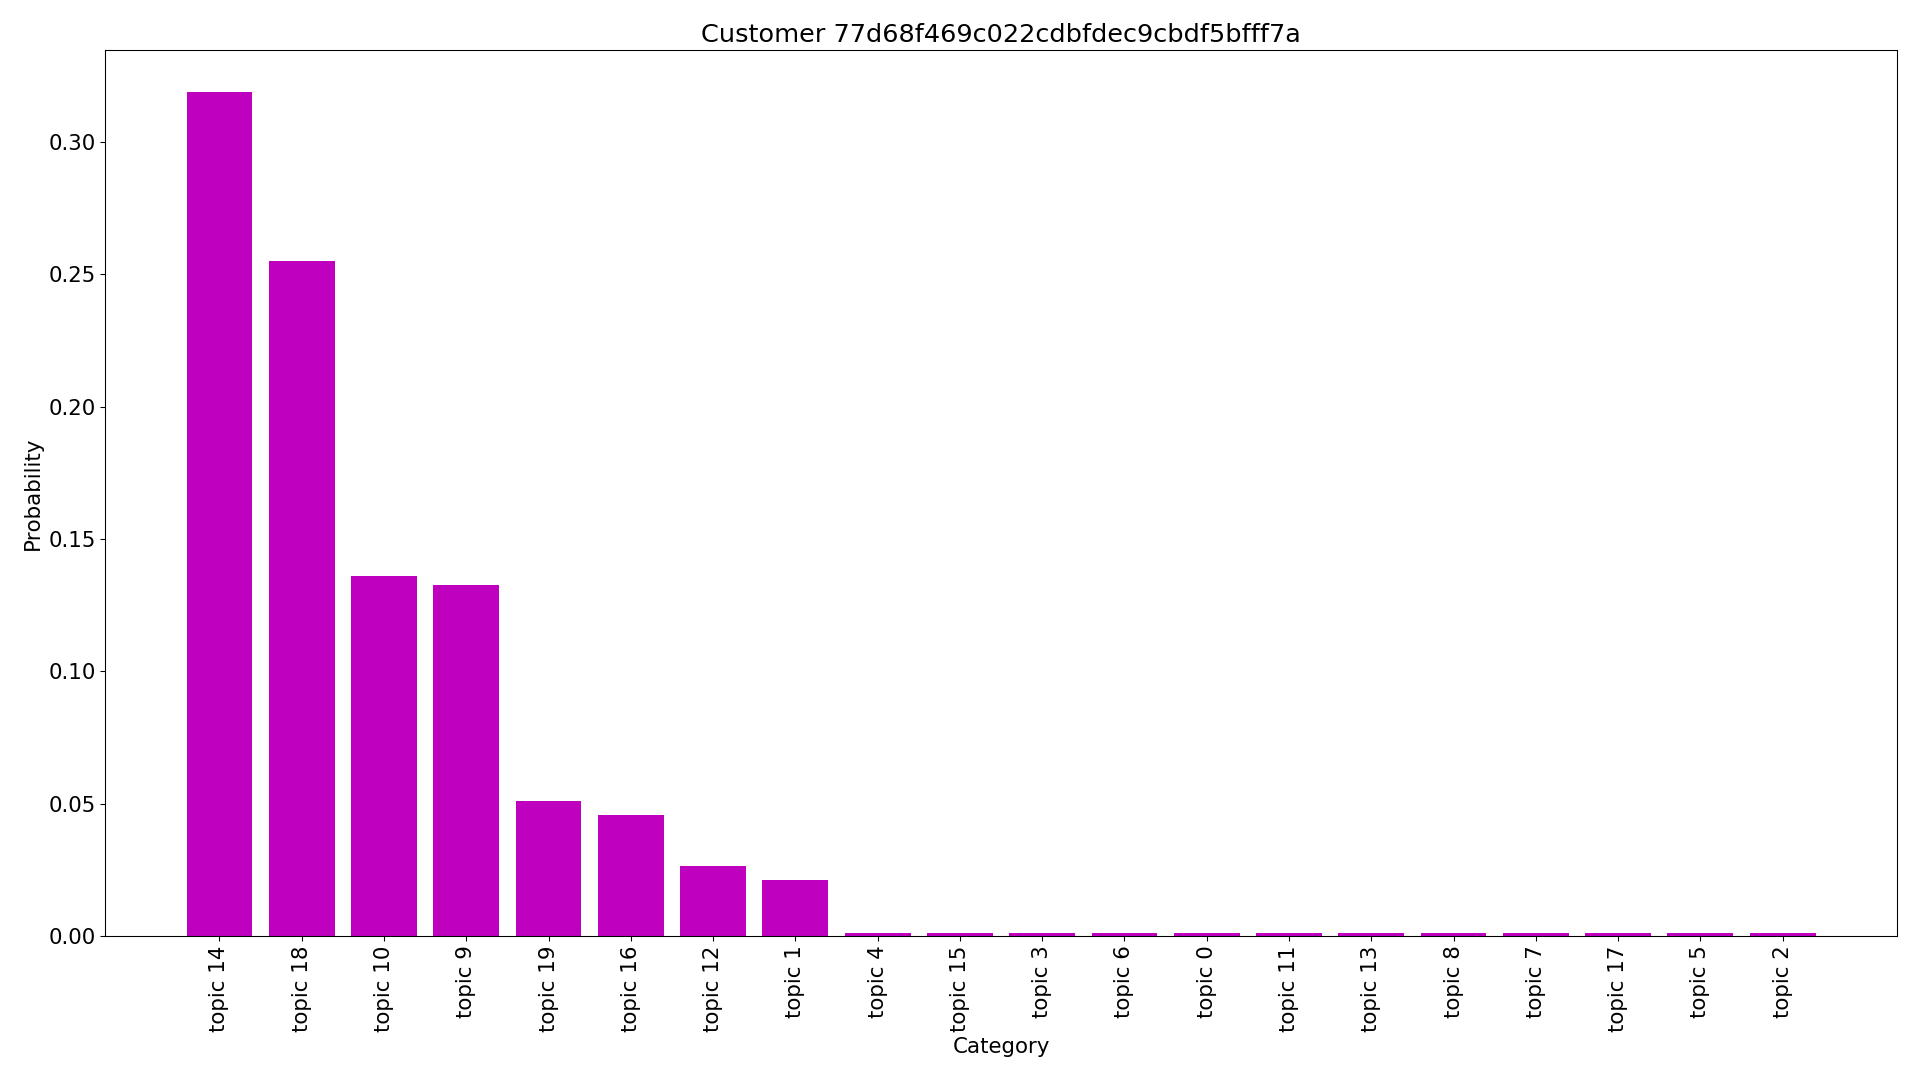 Customer 77d68f469c022cdbfdec9cbdf5bfff7a
Probability
0.30
0.25
0.20
0.15
0.10
0.05
0.00
topic 14
topic 18
topic 10
topic 9
topic 19
topic 16
topic 12
topic 1
topic 4
topic 15
topic 3
topic 6
topic 0
topic 11
topic 13
topic 8
topic 7
topic 17
topic 5
topic 2
Category